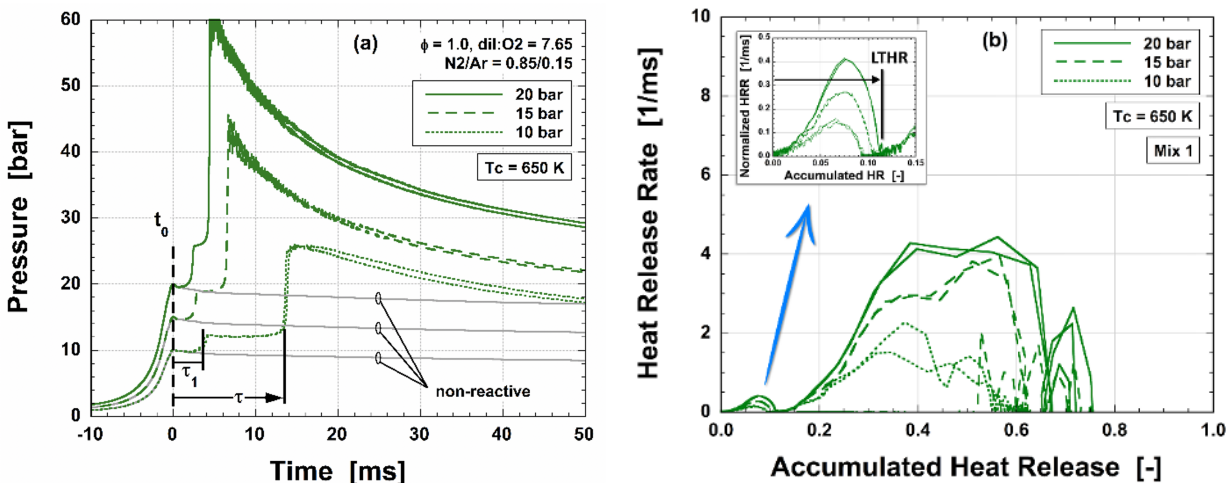 (a)
ϕ = 1.0, dil:O2 = 7.65
N2/Ar = 0.85/0.15
20 bar
15 bar
10 bar
Tc = 650 K
t0
τ1
τ
non-reactive
60
50
40
30
20
10
0
-10 0 10 20 30 40 50
Pressure [bar]
Time [ms]
(b)
20 bar
15 bar
10 bar
Tc = 650 K
Mix 1
LTHR
Normalized HRR [1/ms]
0.5
0.4
0.3
0.2
0.1
0.0
0.00 0.05 0.10 0.15
Accumulated HR [-]
10
8
6
4
2
0
0.0 0.2 0.4 0.6 0.8 1.0
Heat Release Rate [1/ms]
Accumulated Heat Release [-]